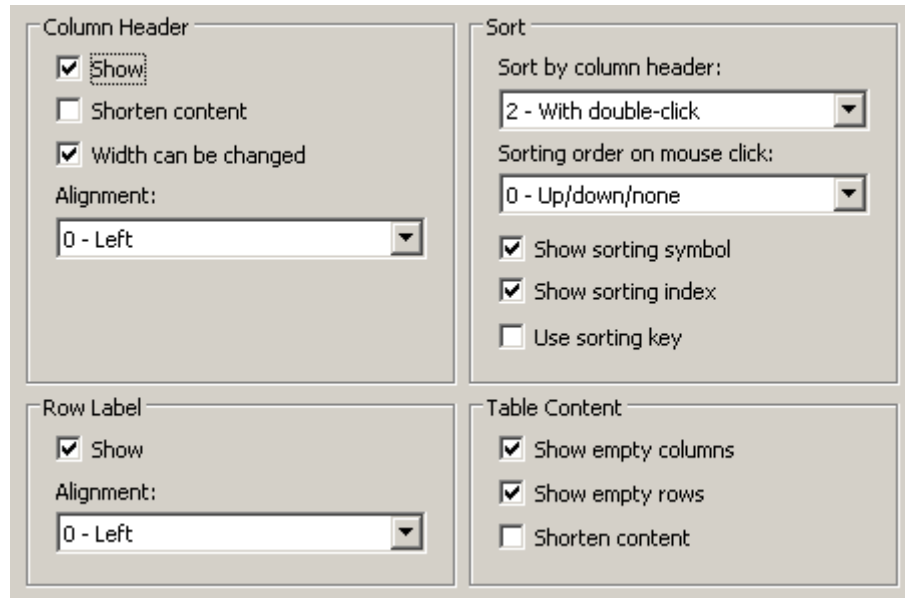 Column Header
Show
Shorten content
Width can be changed
Alignment:
0 - Left
Sort
Sort by column header:
2 - With double-click
Sorting order on mouse click:
0 - Up/down/none
Show sorting symbol
Show sorting index
Use sorting key
Row Label
Show
Alignment:
0 - Left
Table Content
Show empty columns
Show empty rows
Shorten content